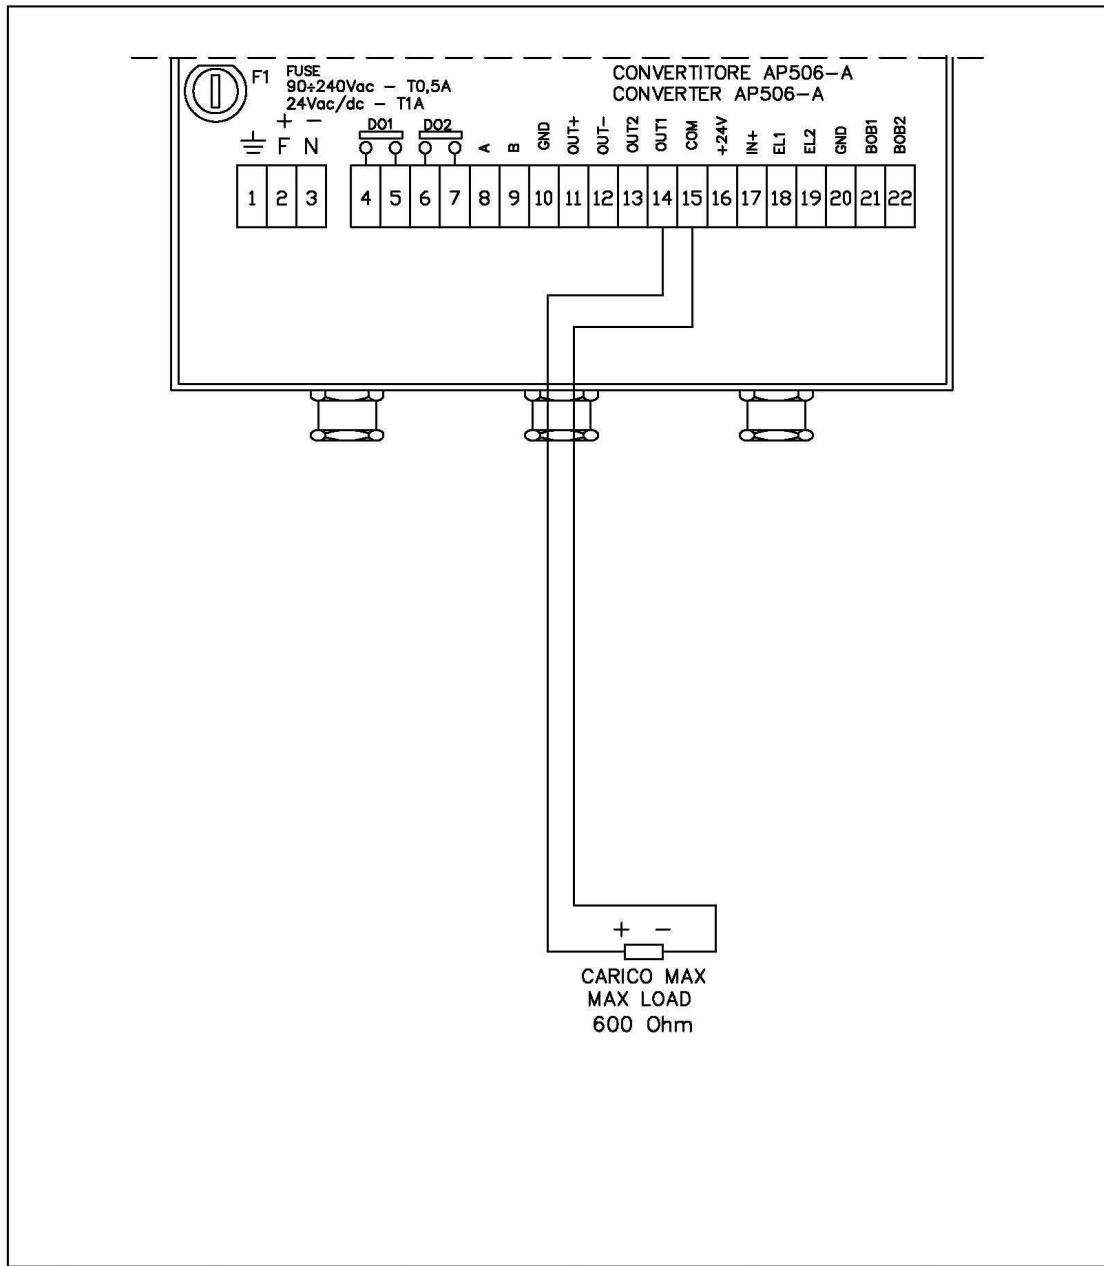 F1
FUSE
90÷240Vac – T0,5A
24Vac/dc – T1A
CONVERTITORE AP506–A
CONVERTER AP506–A
+ –
F N
DO1 DO2
A B GND OUT+ OUT– OUT2 OUT1 COM +24V IN+ EL1 EL2 GND BOB1 BOB2
1 2 3 4 5 6 7 8 9 10 11 12 13 14 15 16 17 18 19 20 21 22
+ –
CARICO MAX
MAX LOAD
600 Ohm